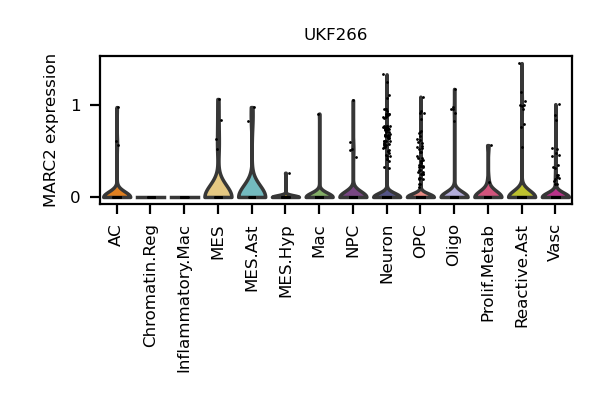 UKF266
MARC2 expression
1
0
AC
Chromatin.Reg
Inflammatory.Mac
MES
MES.Ast
MES.Hyp
Mac
NPC
Neuron
OPC
Oligo
Prolif.Metab
Reactive.Ast
Vasc